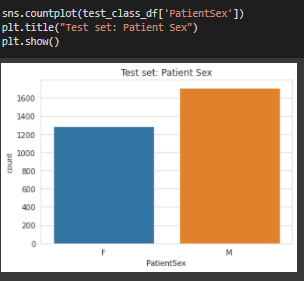 sns.countplot(test_class_df['PatientSex'])
plt.title("Test set: Patient Sex")
plt.show()
Test set: Patient Sex
1600
1400
1200
1000
800
600
400
200
0
count
F M
PatientSex